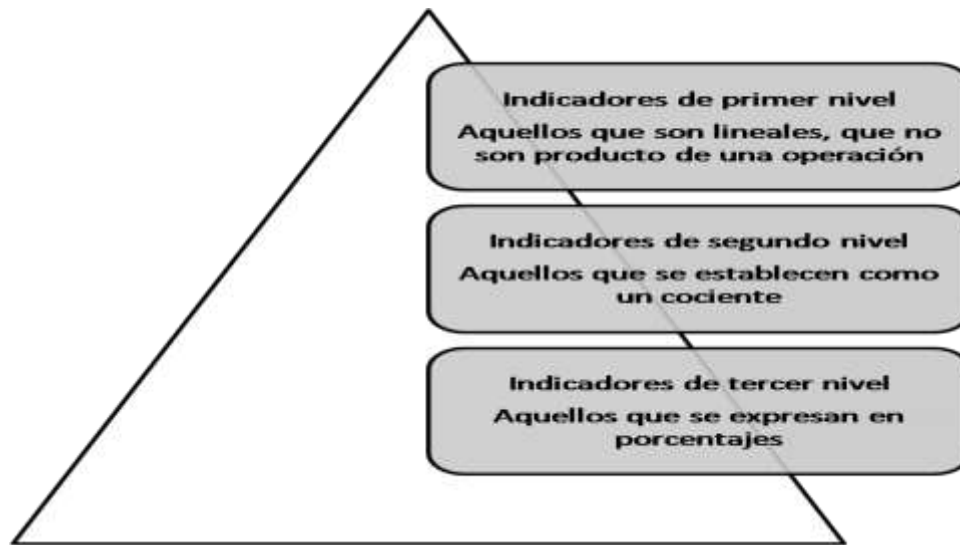 Indicadores de primer nivel
Aquellos que son lineales, que no
son producto de una operación
Indicadores de segundo nivel
Aquellos que se establecen como
un cociente
Indicadores de tercer nivel
Aquellos que se expresan en
porcentajes